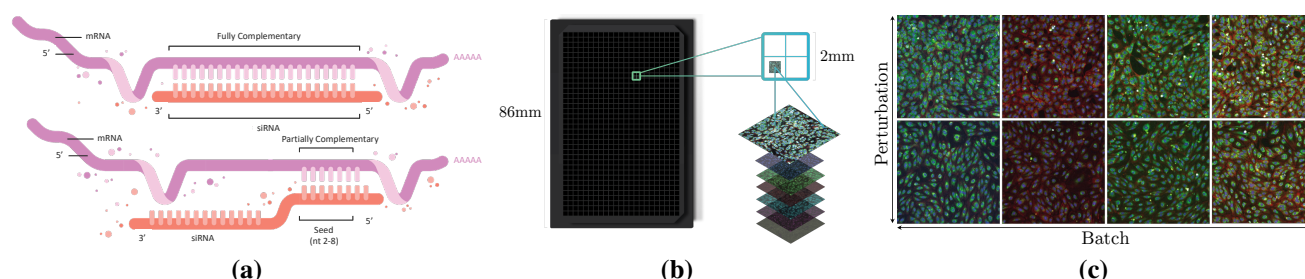 mRNA
5'
Fully Complementary
AAAAA
3'
5'
siRNA
mRNA
5'
Partially Complementary
AAAAA
3'
siRNA
Seed
(nt 2-8)
5'
(a)
86mm
2mm
(b)
Perturbation
Batch
(c)